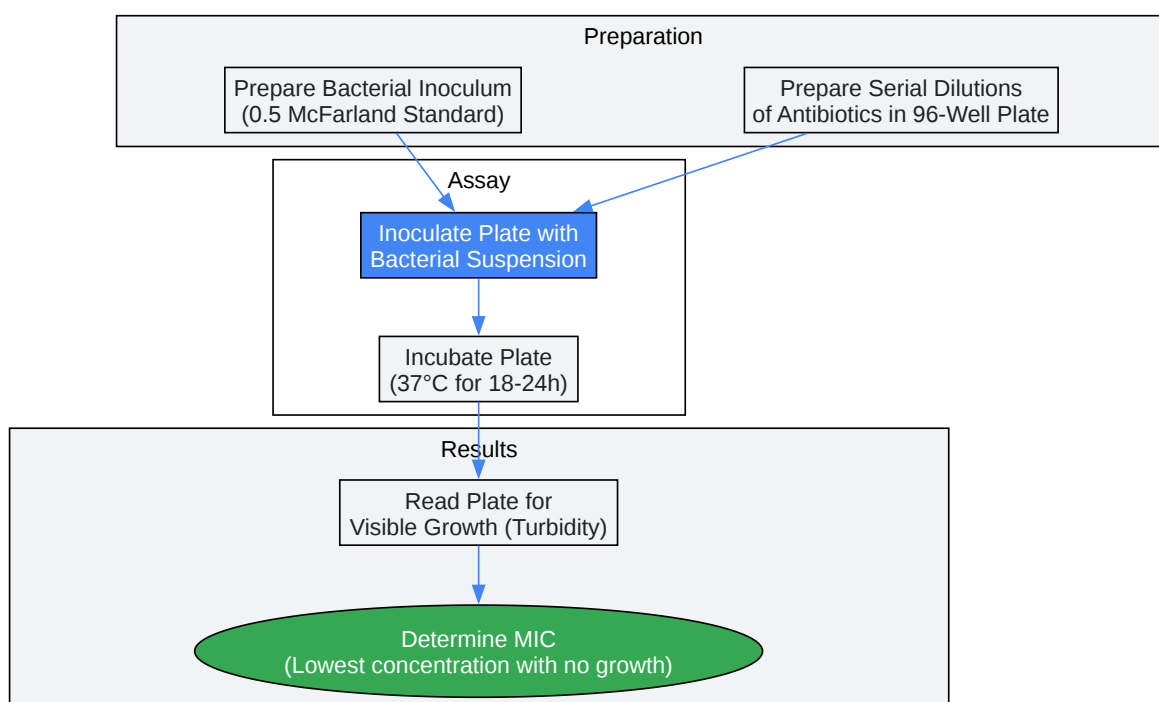 Preparation
Prepare Bacterial Inoculum
(0.5 McFarland Standard)
Prepare Serial Dilutions
of Antibiotics in 96-Well Plate
Assay
Inoculate Plate with
Bacterial Suspension
Incubate Plate
(37°C for 18-24h)
Results
Read Plate for
Visible Growth (Turbidity)
Determine MIC
(Lowest concentration with no growth)